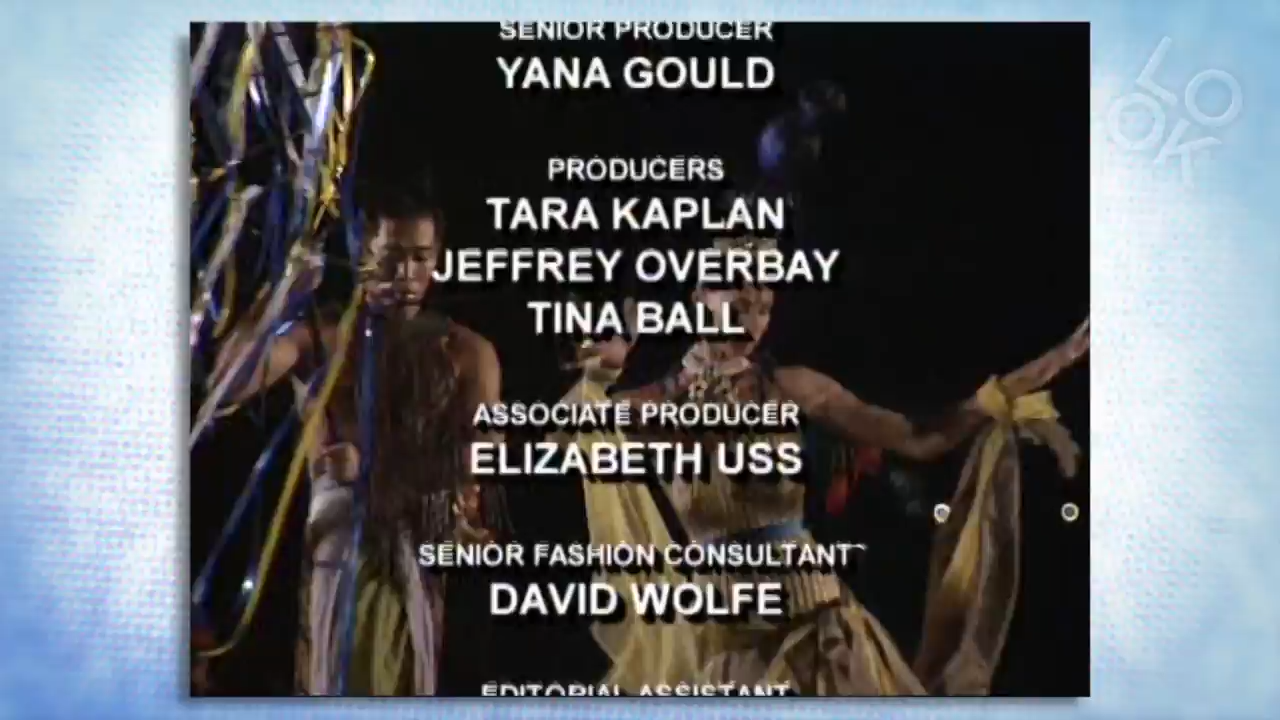 SENIOR PRODUCER
YANA GOULD
PRODUCERS
TARA KAPLAN
JEFFREY OVERBAY
TINA BALL
ASSOCIATE PRODUCER
ELIZABETH USS
SENIOR FASHION CONSULTANT
DAVID WOLFE
EDITORIAL ASSISTANT
LOOK